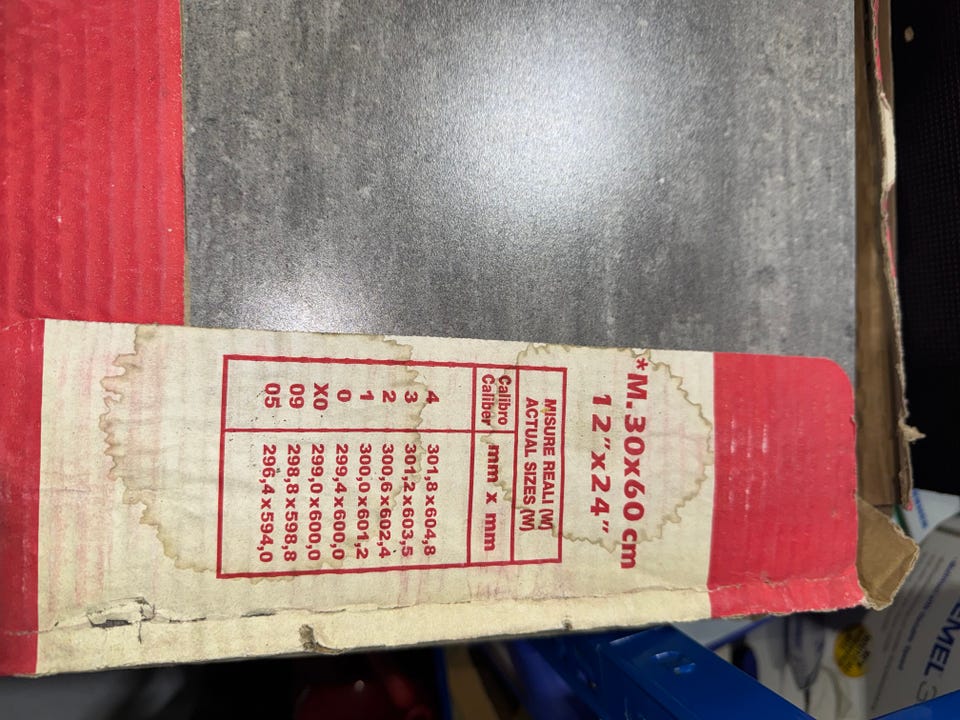 *M. 30x60 cm
12"x24"
MISURE REALI (W)
ACTUAL SIZES (W)
Calibro
Caliber
mm x mm
4 301,8x604,8
3 301,2x603,5
2 300,6x602,4
1 300,0x601,2
0 299,4x600,0
X0 299,0x600,0
09 298,8x598,8
05 296,4x594,0
EMEL